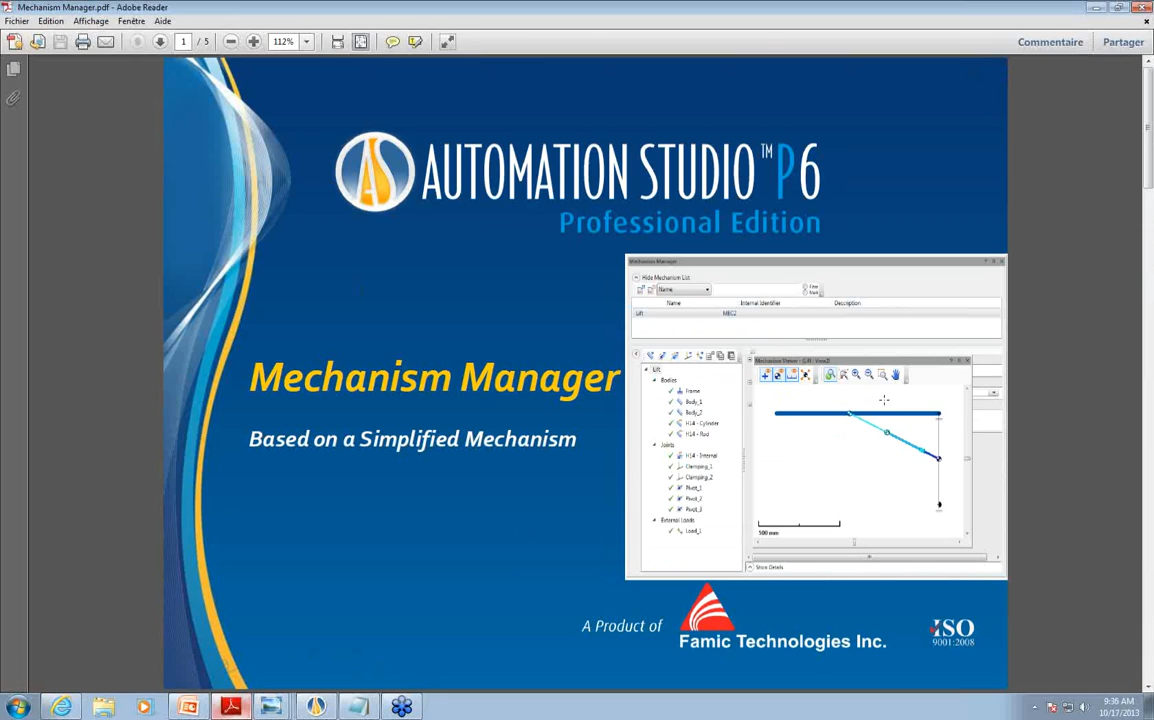 Mechanism Manager.pdf - Adobe Reader
Fichier Edition Affichage Fenêtre Aide
1 / 5 112% Commentaire Partager
AS AUTOMATION STUDIO™ P6
Professional Edition
Mechanism Manager
Based on a Simplified Mechanism
Mechanism Manager
Hide Mechanism List
Name
Name Internal Identifier Description
Lift MEC2
Lift
Bodies
Frame
Body_1
Body_2
H14 - Cylinder
H14 - Rod
Joints
H14 - Internal
Clamping_1
Clamping_2
Pivot_1
Pivot_2
Pivot_3
External Loads
Load_1
500 mm
Show Details
A Product of
Famic Technologies Inc.
ISO
9001:2008
9:36 AM
10/17/2013